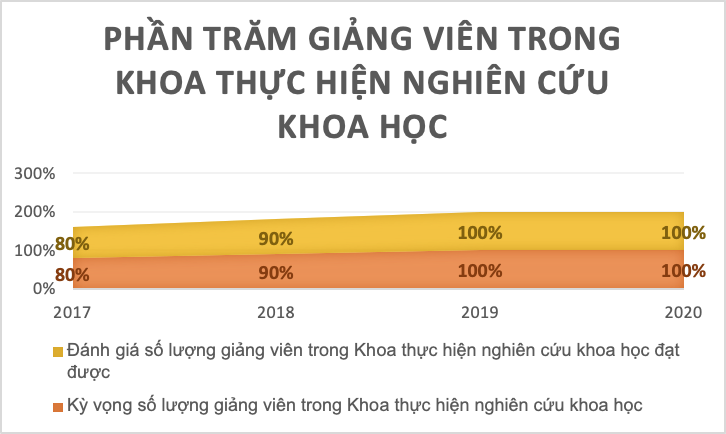 PHẦN TRĂM GIẢNG VIÊN TRONG
KHOA THỰC HIỆN NGHIÊN CỨU
KHOA HỌC
300%
200%
100%
0%
80%
90%
100%
100%
80%
90%
100%
100%
2017
2018
2019
2020
Đánh giá số lượng giảng viên trong Khoa thực hiện nghiên cứu khoa học đạt
được
Kỳ vọng số lượng giảng viên trong Khoa thực hiện nghiên cứu khoa học